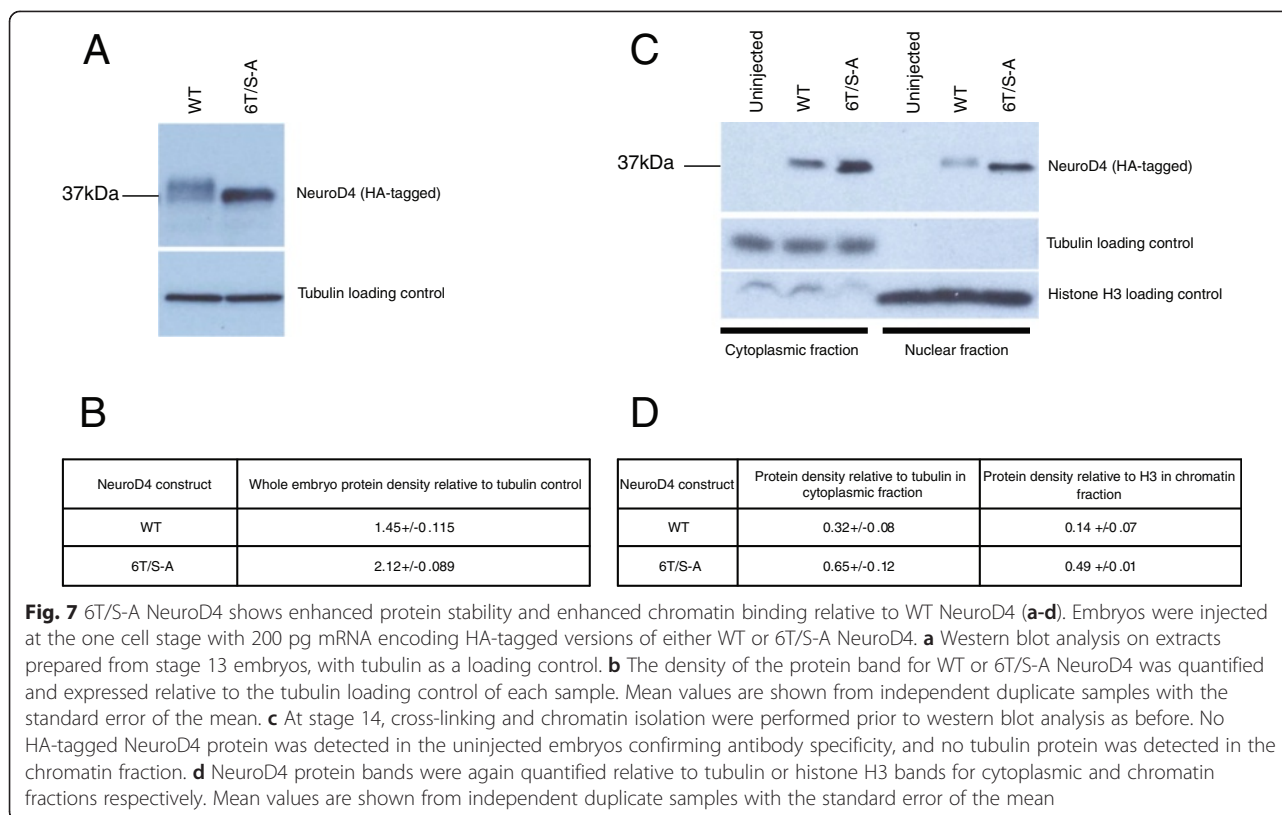 A
WT
6T/S-A
37kDa
NeuroD4 (HA-tagged)
Tubulin loading control
C
Uninjected
WT
6T/S-A
Uninjected
WT
6T/S-A
37kDa
NeuroD4 (HA-tagged)
Tubulin loading control
Histone H3 loading control
Cytoplasmic fraction
Nuclear fraction
B
NeuroD4 construct
Whole embryo protein density relative to tubulin control
WT
1.45+/-0.115
6T/S-A
2.12+/-0.089
D
NeuroD4 construct
Protein density relative to tubulin in
cytoplasmic fraction
Protein density relative to H3 in chromatin
fraction
WT
0.32+/-0.08
0.14 +/-0.07
6T/S-A
0.65+/-0.12
0.49 +/-0.01
Fig. 7 6T/S-A NeuroD4 shows enhanced protein stability and enhanced chromatin binding relative to WT NeuroD4 (a-d). Embryos were injected
at the one cell stage with 200 pg mRNA encoding HA-tagged versions of either WT or 6T/S-A NeuroD4. a Western blot analysis on extracts
prepared from stage 13 embryos, with tubulin as a loading control. b The density of the protein band for WT or 6T/S-A NeuroD4 was quantified
and expressed relative to the tubulin loading control of each sample. Mean values are shown from independent duplicate samples with the
standard error of the mean. c At stage 14, cross-linking and chromatin isolation were performed prior to western blot analysis as before. No
HA-tagged NeuroD4 protein was detected in the uninjected embryos confirming antibody specificity, and no tubulin protein was detected in the
chromatin fraction. d NeuroD4 protein bands were again quantified relative to tubulin or histone H3 bands for cytoplasmic and chromatin
fractions respectively. Mean values are shown from independent duplicate samples with the standard error of the mean